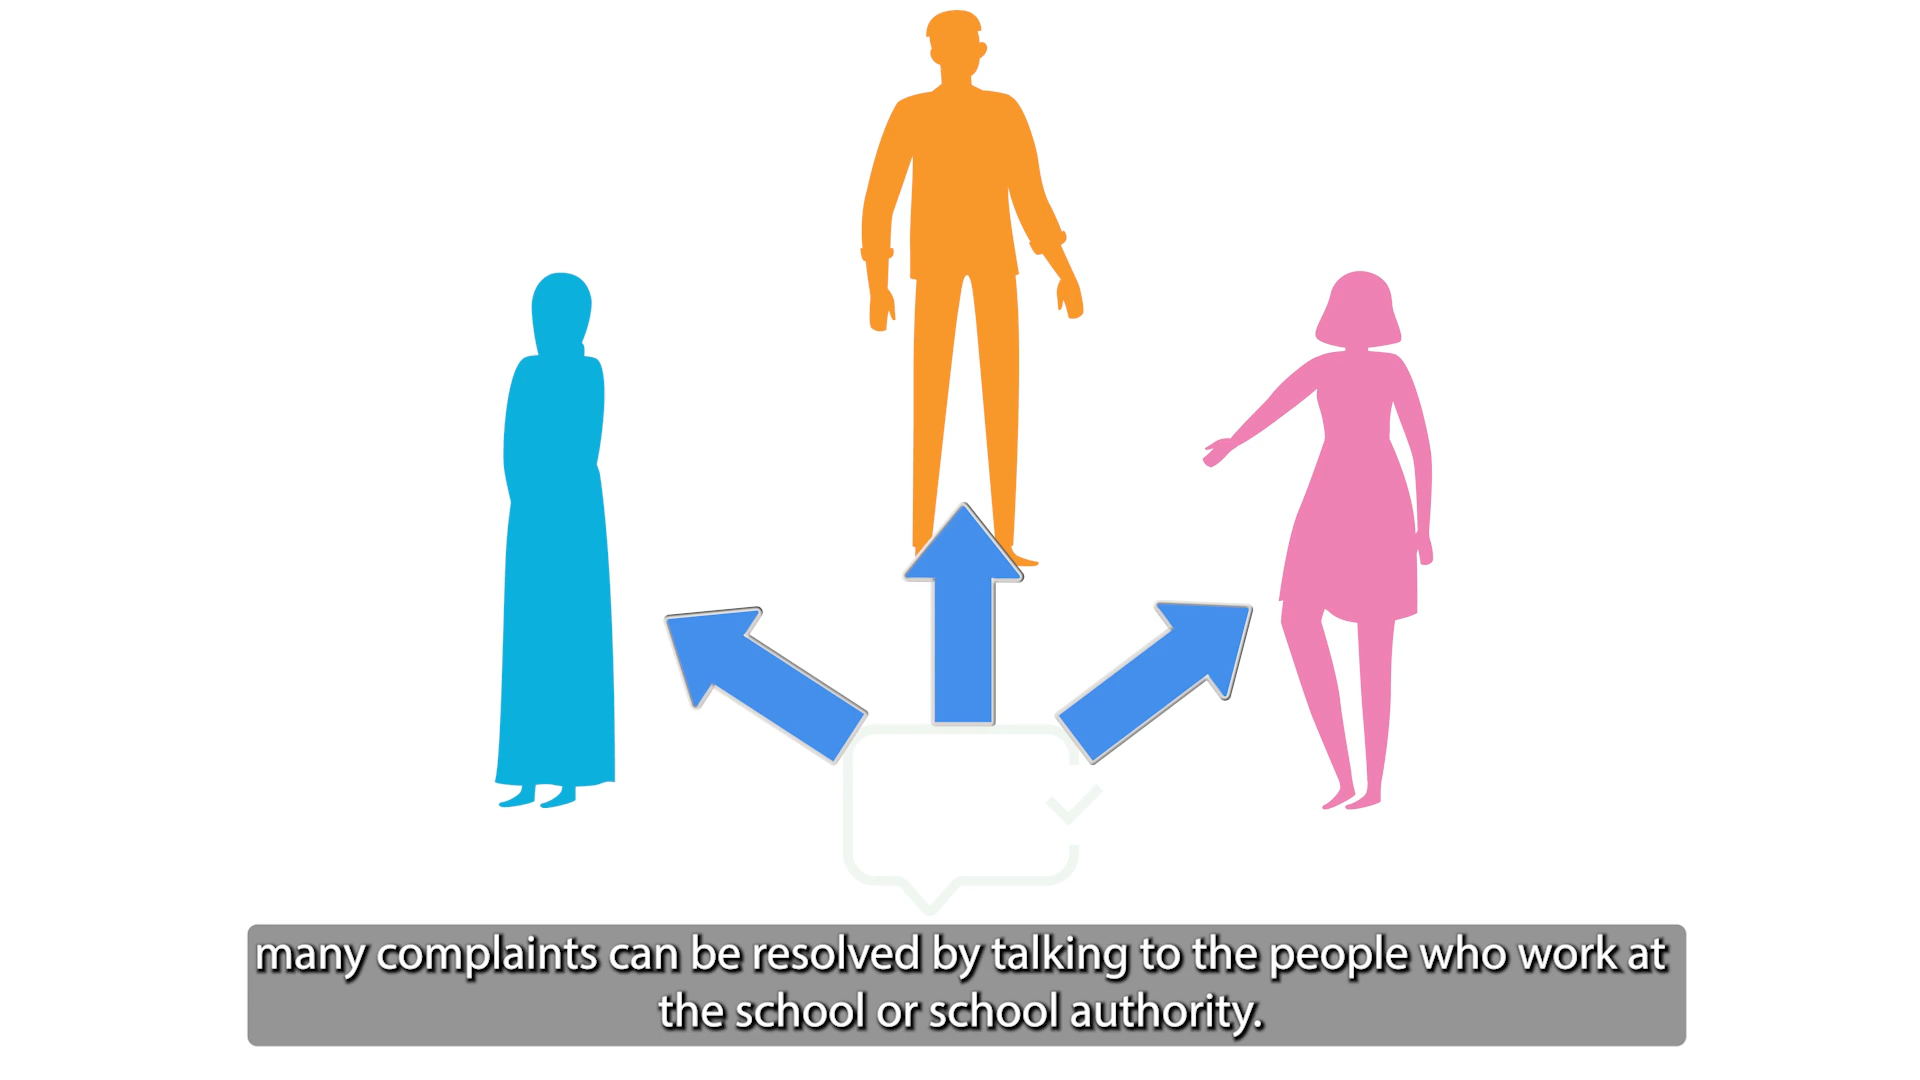 many complaints can be resolved by talking to the people who work at
the school or school authority.